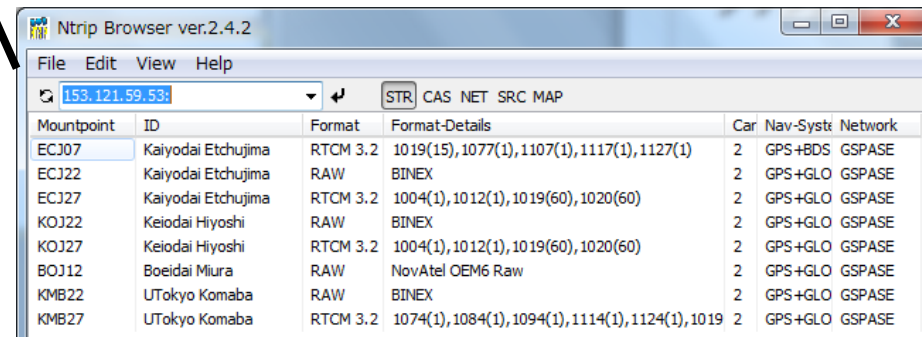 Ntrip Browser ver.2.4.2
File Edit View Help
153.121.59.53: STR CAS NET SRC MAP
Mountpoint ID Format Format-Details Car Nav-Syste Network
ECJ07 Kaiyodai Etchujima RTCM 3.2 1019(15),1077(1),1107(1),1117(1),1127(1) 2 GPS+BDS GSPASE
ECJ22 Kaiyodai Etchujima RAW BINEX 2 GPS+GLO GSPASE
ECJ27 Kaiyodai Etchujima RTCM 3.2 1004(1),1012(1),1019(60),1020(60) 2 GPS+GLO GSPASE
KOJ22 Keiodai Hiyoshi RAW BINEX 2 GPS+GLO GSPASE
KOJ27 Keiodai Hiyoshi RTCM 3.2 1004(1),1012(1),1019(60),1020(60) 2 GPS+GLO GSPASE
BOJ12 Boeidai Miura RAW NovAtel OEM6 Raw 2 GPS+GLO GSPASE
KMB22 UTokyo Komaba RAW BINEX 2 GPS+GLO GSPASE
KMB27 UTokyo Komaba RTCM 3.2 1074(1),1084(1),1094(1),1114(1),1124(1),1019 2 GPS+GLO GSPASE